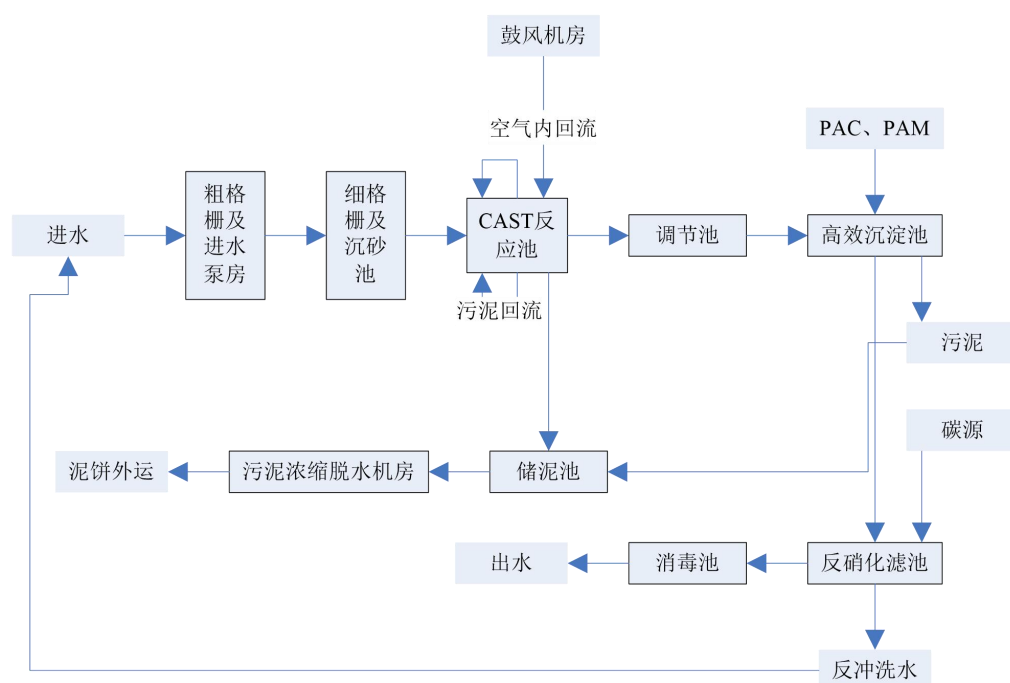 鼓风机房
空气内回流
PAC、PAM
粗格
栅及
进水
泵房
细格
栅及
沉砂
池
CAST反
应池
进水
调节池
高效沉淀池
污泥回流
污泥
碳源
泥饼外运
污泥浓缩脱水机房
储泥池
出水
消毒池
反硝化滤池
反冲洗水